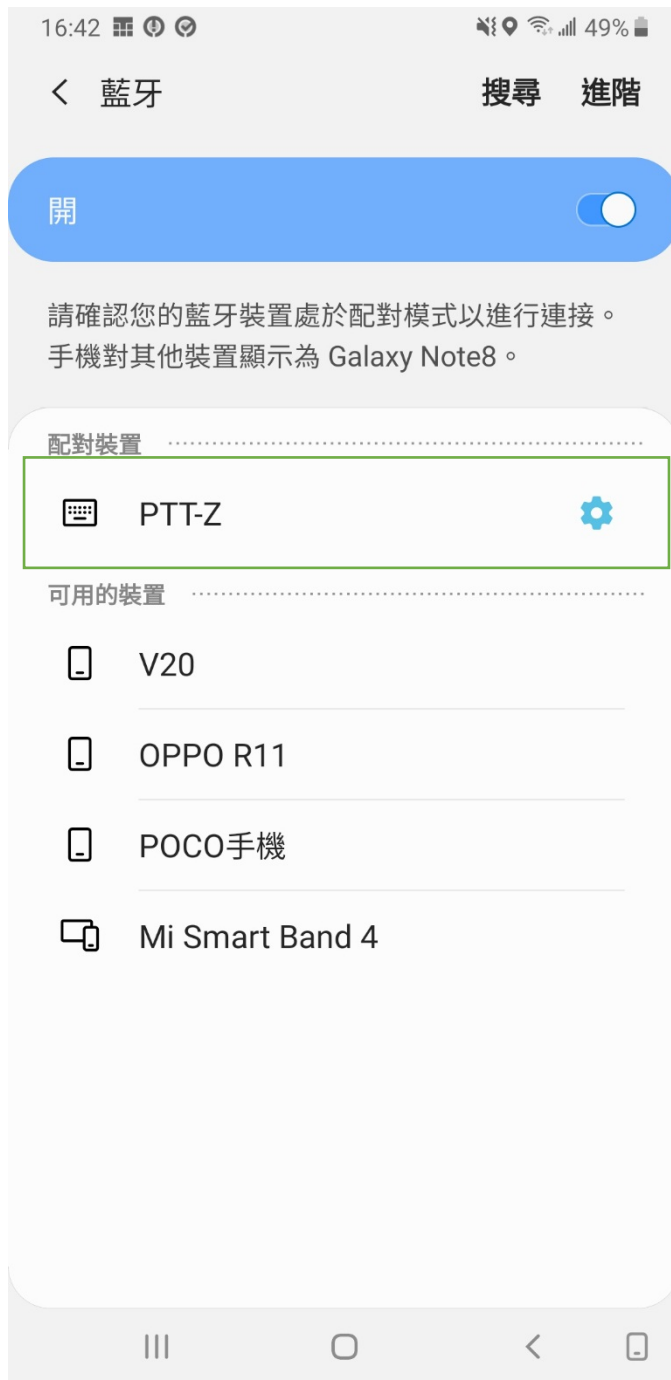 16:42
49%
藍牙
搜尋 進階
開
請確認您的藍牙裝置處於配對模式以進行連接。
手機對其他裝置顯示為 Galaxy Note8。
配對裝置
PTT-Z
可用的裝置
V20
OPPO R11
POCO手機
Mi Smart Band 4